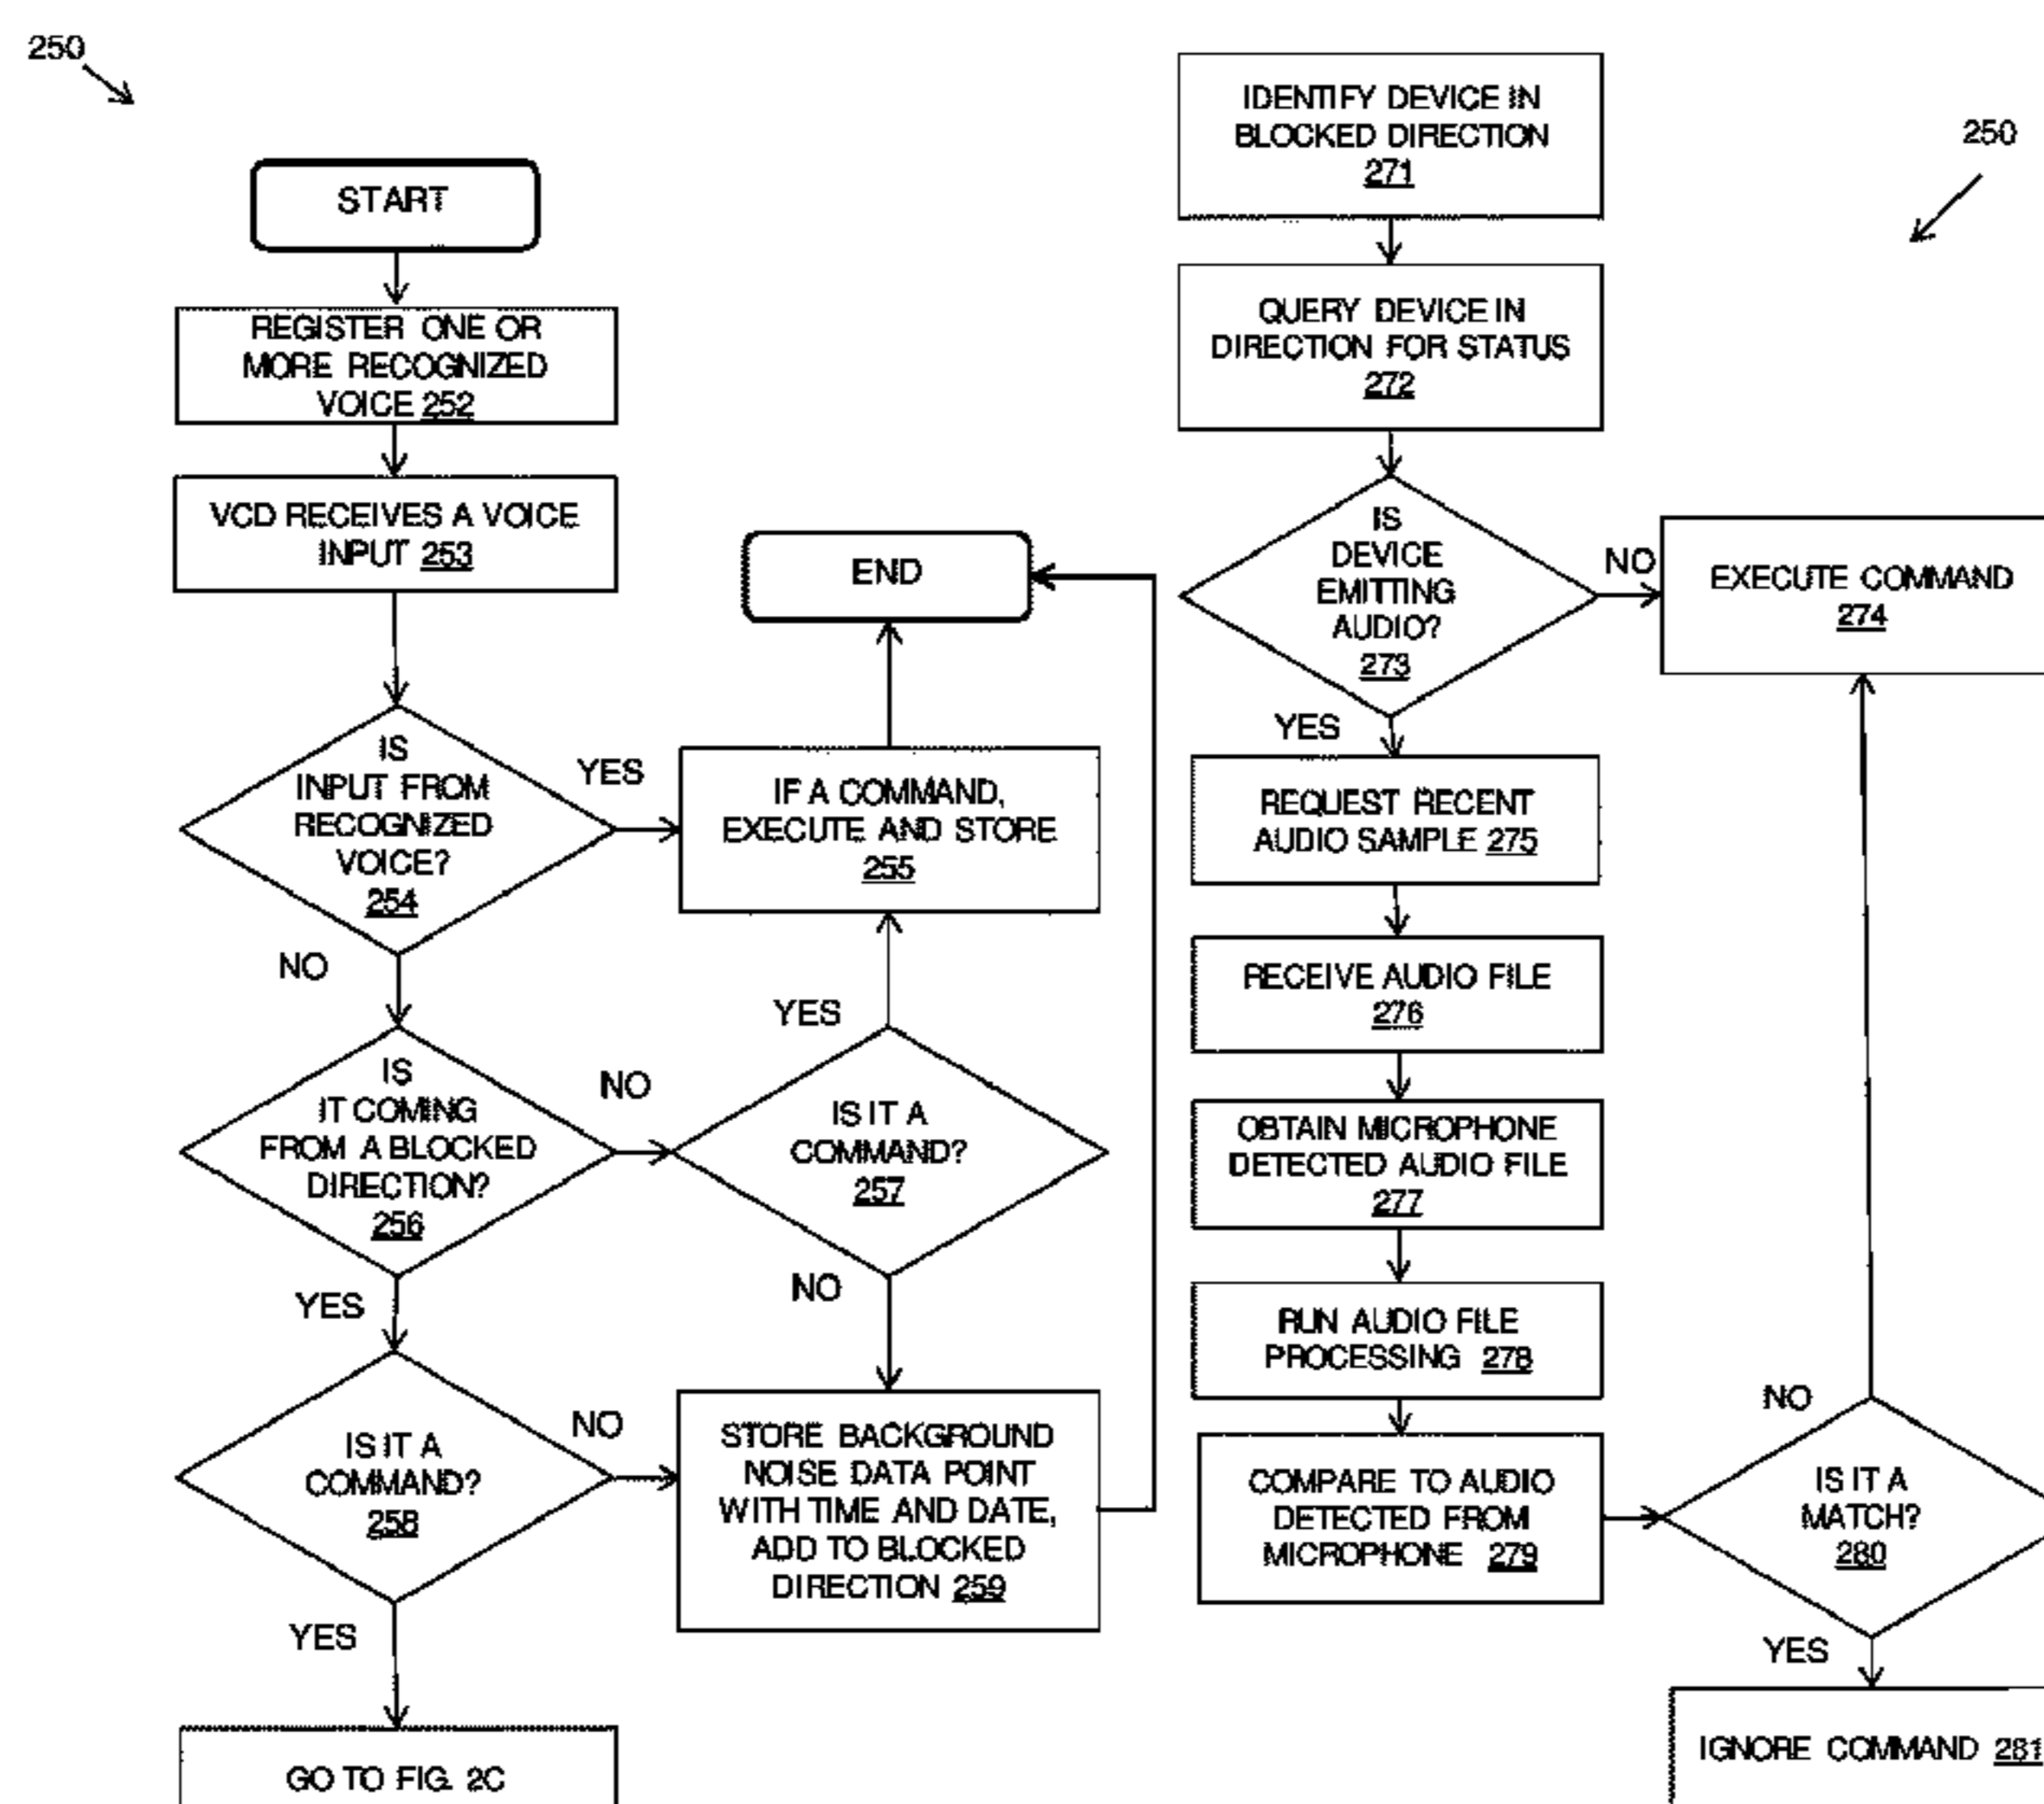 250
START
REGISTER ONE OR
MORE RECOGNIZED
VOICE 252
VCD RECEIVES A VOICE
INPUT 253
IS
INPUT FROM
RECOGNIZED
VOICE?
254
YES
NO
IF A COMMAND,
EXECUTE AND STORE
255
END
IS
IT COMING
FROM A BLOCKED
DIRECTION?
256
NO
YES
IS IT A
COMMAND?
257
YES
NO
IS IT A
COMMAND?
258
NO
YES
STORE BACKGROUND
NOISE DATA POINT
WITH TIME AND DATE,
ADD TO BLOCKED
DIRECTION 259
GO TO FIG. 2C
250
IDENTIFY DEVICE IN
BLOCKED DIRECTION
271
QUERY DEVICE IN
DIRECTION FOR STATUS
272
IS
DEVICE
EMITTING
AUDIO?
273
NO
YES
EXECUTE COMMAND
274
REQUEST RECENT
AUDIO SAMPLE 275
RECEIVE AUDIO FILE
276
OBTAIN MICROPHONE
DETECTED AUDIO FILE
277
RUN AUDIO FILE
PROCESSING 278
COMPARE TO AUDIO
DETECTED FROM
MICROPHONE 279
NO
IS IT A
MATCH?
280
YES
IGNORE COMMAND 281